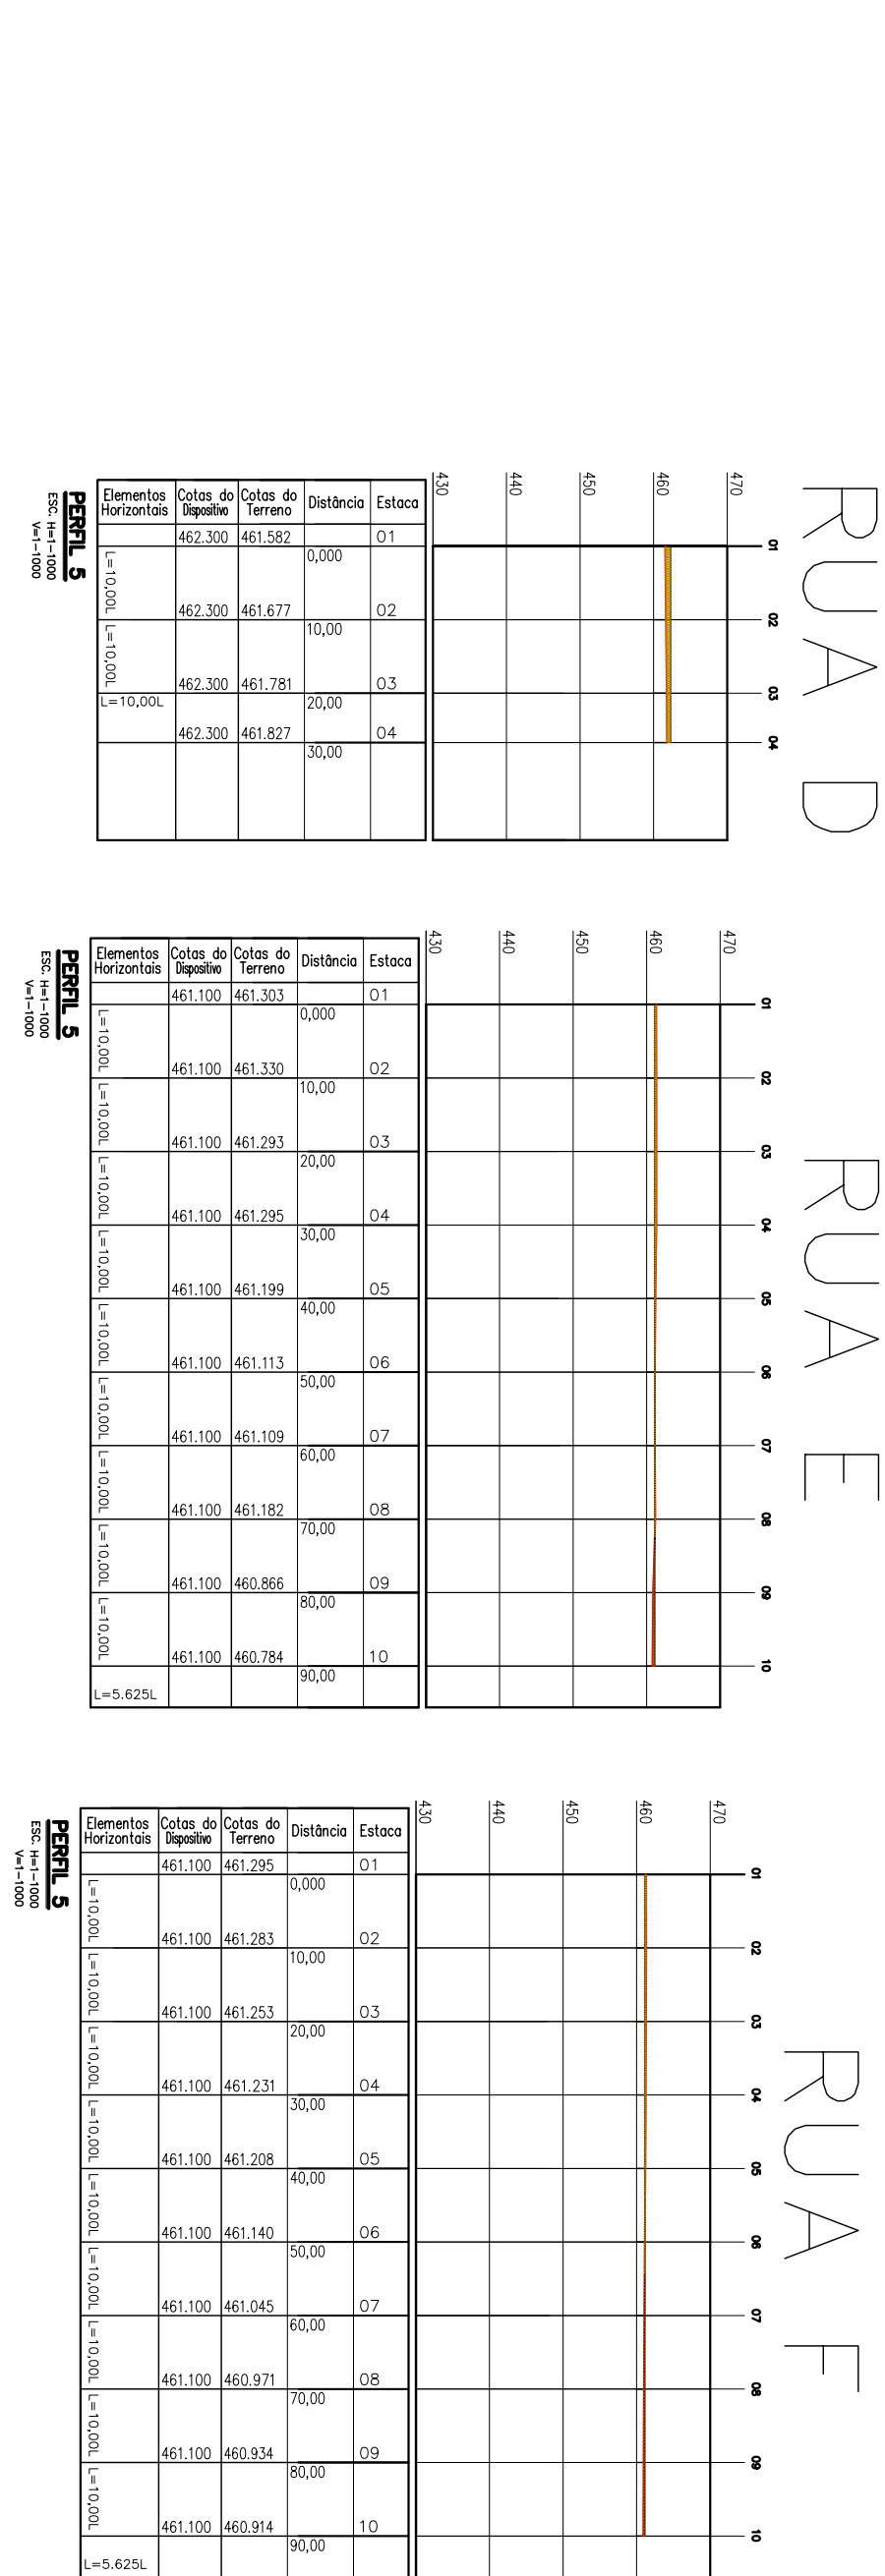 RUA D
470
460
450
440
430
01
02
03
04
Elementos Horizontais
Cotas do Dispositivo
Cotas do Terreno
Distância
Estaca
462.300 461.582 01
0,000
L=10,00L
462.300 461.677 02
10,00
L=10,00L
462.300 461.781 03
L=10,00L
20,00
462.300 461.827 04
30,00
PERFIL 5
ESC. H=1-1000
V=1-1000
RUA E
470
460
450
440
430
01
02
03
04
05
06
07
08
09
10
Elementos Horizontais
Cotas do Dispositivo
Cotas do Terreno
Distância
Estaca
461.100 461.303 01
0,000
L=10,00L
461.100 461.330 02
10,00
L=10,00L
461.100 461.293 03
20,00
L=10,00L
461.100 461.295 04
30,00
L=10,00L
461.100 461.199 05
40,00
L=10,00L
461.100 461.113 06
50,00
L=10,00L
461.100 461.109 07
60,00
L=10,00L
461.100 461.182 08
70,00
L=10,00L
461.100 460.866 09
80,00
L=10,00L
461.100 460.784 10
90,00
L=5.625L
PERFIL 5
ESC. H=1-1000
V=1-1000
RUA F
470
460
450
440
430
01
02
03
04
05
06
07
08
09
10
Elementos Horizontais
Cotas do Dispositivo
Cotas do Terreno
Distância
Estaca
461.100 461.295 01
0,000
L=10,00L
461.100 461.283 02
10,00
L=10,00L
461.100 461.253 03
20,00
L=10,00L
461.100 461.231 04
30,00
L=10,00L
461.100 461.208 05
40,00
L=10,00L
461.100 461.140 06
50,00
L=10,00L
461.100 461.045 07
60,00
L=10,00L
461.100 460.971 08
70,00
L=10,00L
461.100 460.934 09
80,00
L=10,00L
461.100 460.914 10
90,00
L=5.625L
PERFIL 5
ESC. H=1-1000
V=1-1000